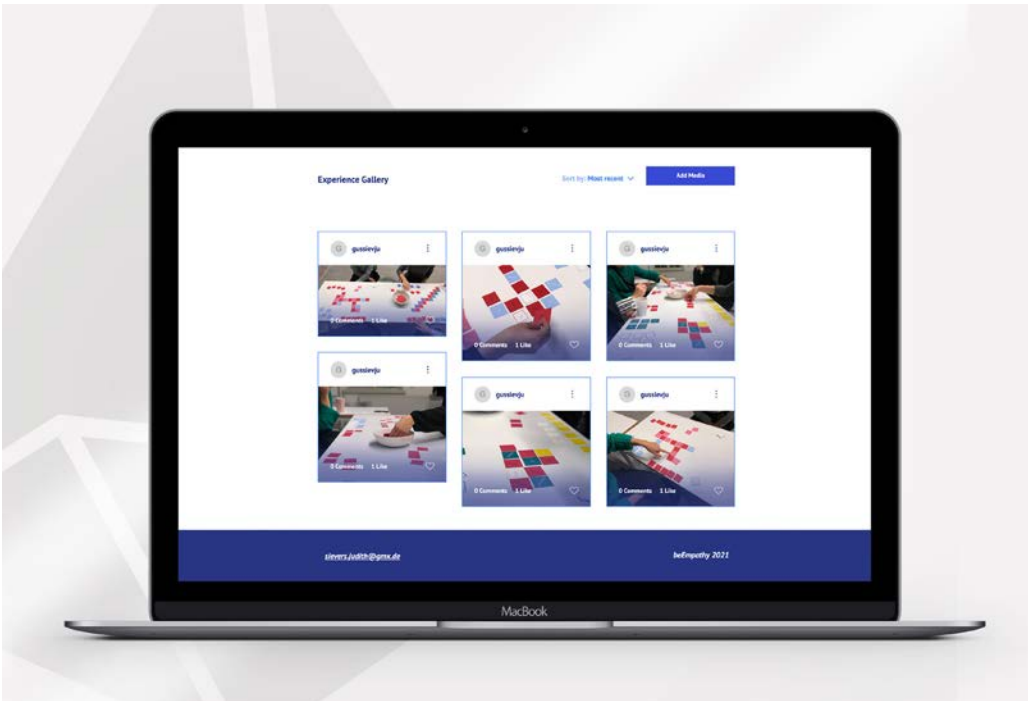 Experience Gallery
Sort by: Most recent
Add Media
G gussievju
0 Comments 1 Like
G gussievju
0 Comments 1 Like
G gussievju
0 Comments 1 Like
G gussievju
0 Comments 1 Like
G gussievju
0 Comments 1 Like
G gussievju
0 Comments 1 Like
sievers.judith@gmx.de
beEmpathy 2021
MacBook